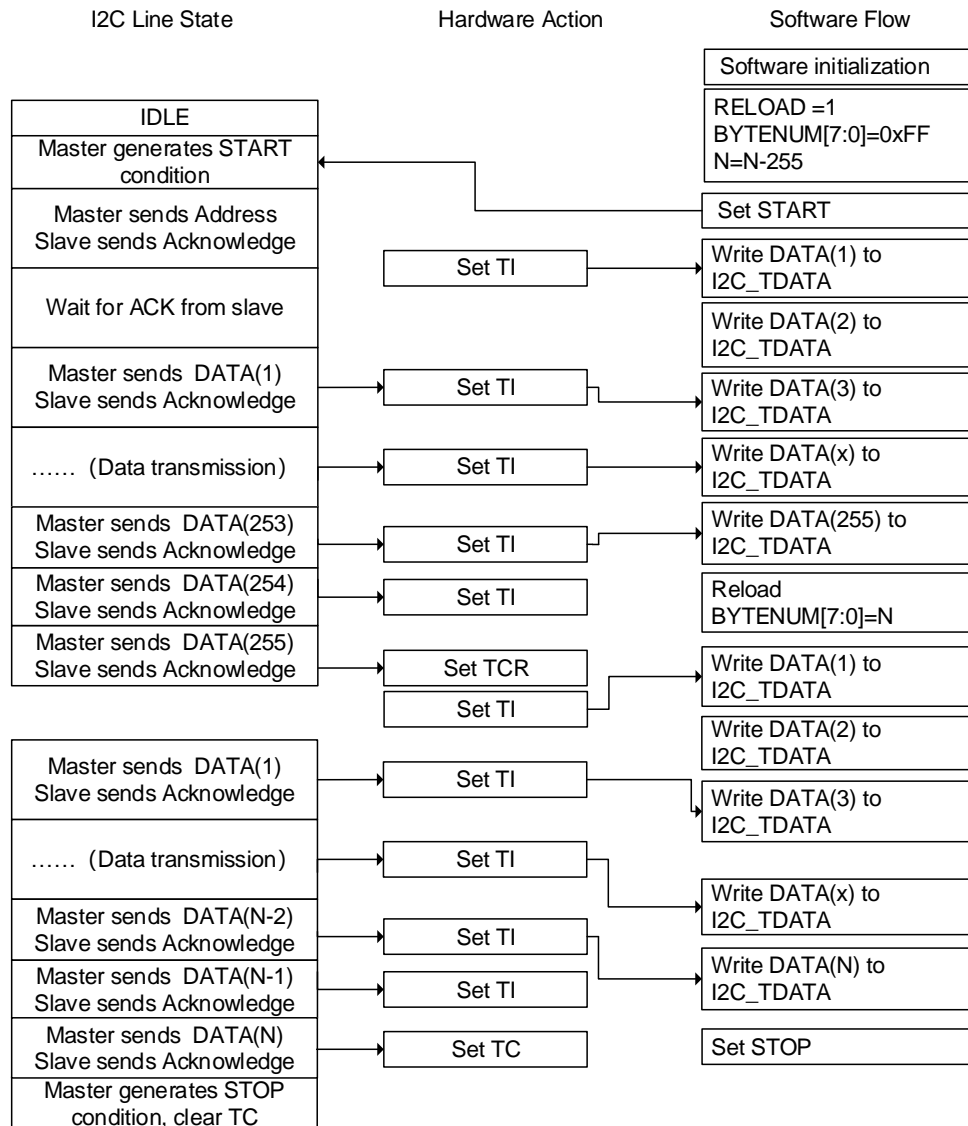 I2C Line State
Hardware Action
Software Flow
Software initialization
IDLE
RELOAD =1
BYTENUM[7:0]=0xFF
N=N-255
Master generates START
condition
Set START
Master sends Address
Slave sends Acknowledge
Set TI
Write DATA(1) to
I2C_TDATA
Wait for ACK from slave
Write DATA(2) to
I2C_TDATA
Master sends DATA(1)
Slave sends Acknowledge
Set TI
Write DATA(3) to
I2C_TDATA
…… (Data transmission)
Set TI
Write DATA(x) to
I2C_TDATA
Master sends DATA(253)
Slave sends Acknowledge
Set TI
Write DATA(255) to
I2C_TDATA
Master sends DATA(254)
Slave sends Acknowledge
Set TI
Reload
BYTENUM[7:0]=N
Master sends DATA(255)
Slave sends Acknowledge
Set TCR
Set TI
Write DATA(1) to
I2C_TDATA
Write DATA(2) to
I2C_TDATA
Master sends DATA(1)
Slave sends Acknowledge
Set TI
Write DATA(3) to
I2C_TDATA
…… (Data transmission)
Set TI
Write DATA(x) to
I2C_TDATA
Master sends DATA(N-2)
Slave sends Acknowledge
Set TI
Write DATA(N) to
I2C_TDATA
Master sends DATA(N-1)
Slave sends Acknowledge
Set TI
Master sends DATA(N)
Slave sends Acknowledge
Set TC
Set STOP
Master generates STOP
condition, clear TC